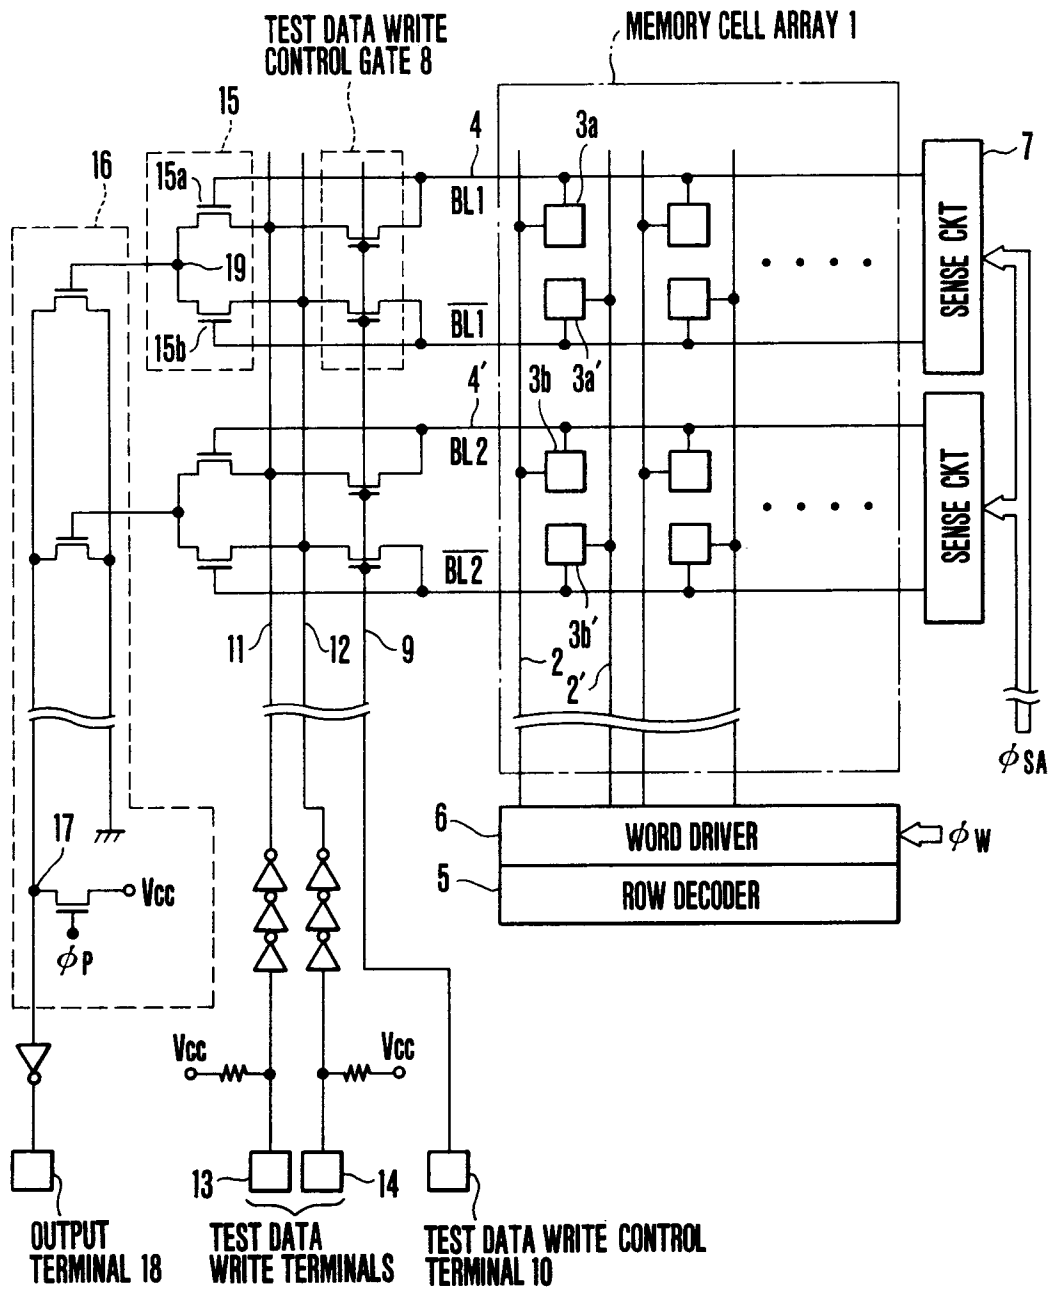 TEST DATA WRITE
CONTROL GATE 8
MEMORY CELL ARRAY 1
15
4
3a
7
16
15a
BL1
19
SENSE CKT
15b
BL1
3b
3a′
4′
BL2
SENSE CKT
BL2
3b′
11
12
9
2
2′
ϕSA
17
6
WORD DRIVER
ϕW
5
ROW DECODER
Vcc
ϕP
Vcc
Vcc
13
14
OUTPUT
TERMINAL 18
TEST DATA
WRITE TERMINALS
TEST DATA WRITE CONTROL
TERMINAL 10